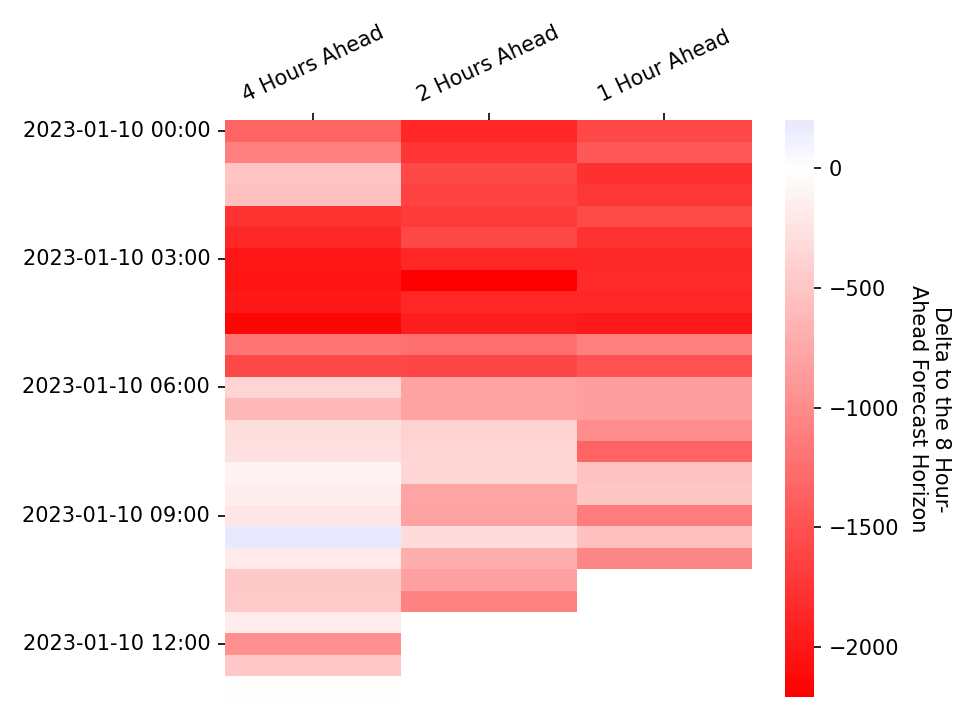 4 Hours Ahead
2 Hours Ahead
1 Hour Ahead
2023-01-10 00:00
2023-01-10 03:00
2023-01-10 06:00
2023-01-10 09:00
2023-01-10 12:00
0
−500
−1000
−1500
−2000
Delta to the 8 Hour-
Ahead Forecast Horizon